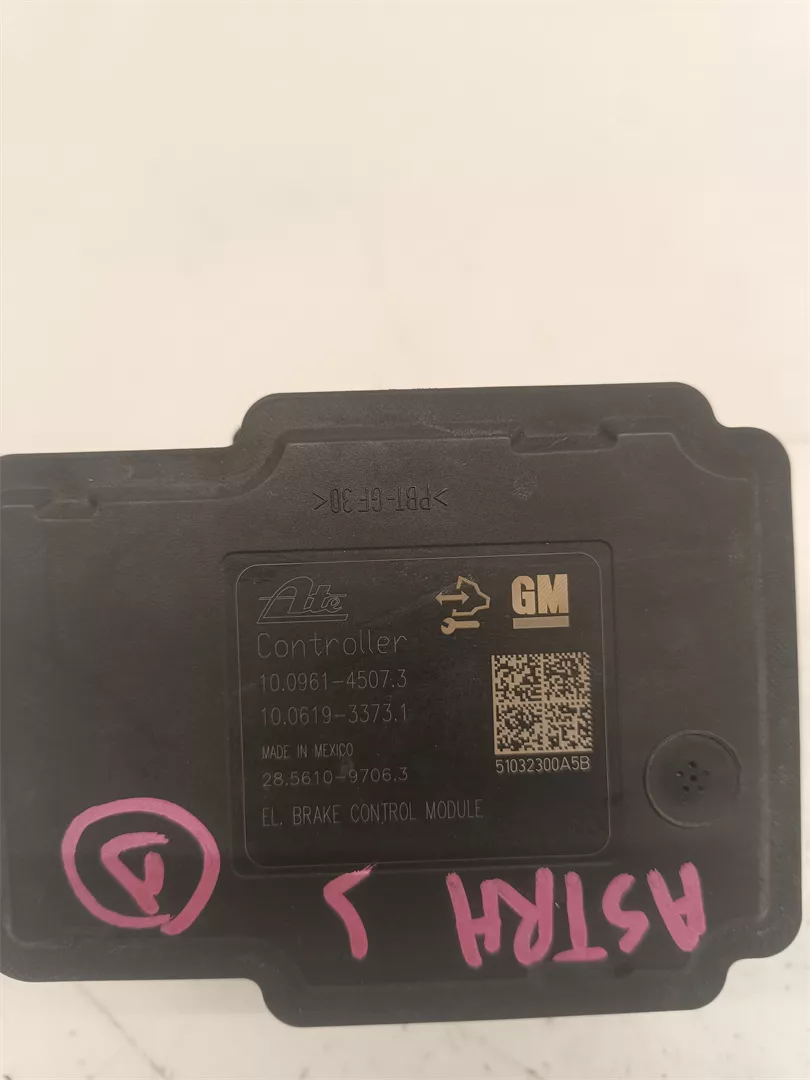 >PBT-GF30<
Ate
GM
Controller
10.0961-4507.3
10.0619-3373.1
MADE IN MEXICO
28.5610-9706.3
51032300A5B
EL. BRAKE CONTROL MODULE
ASTRA J
D